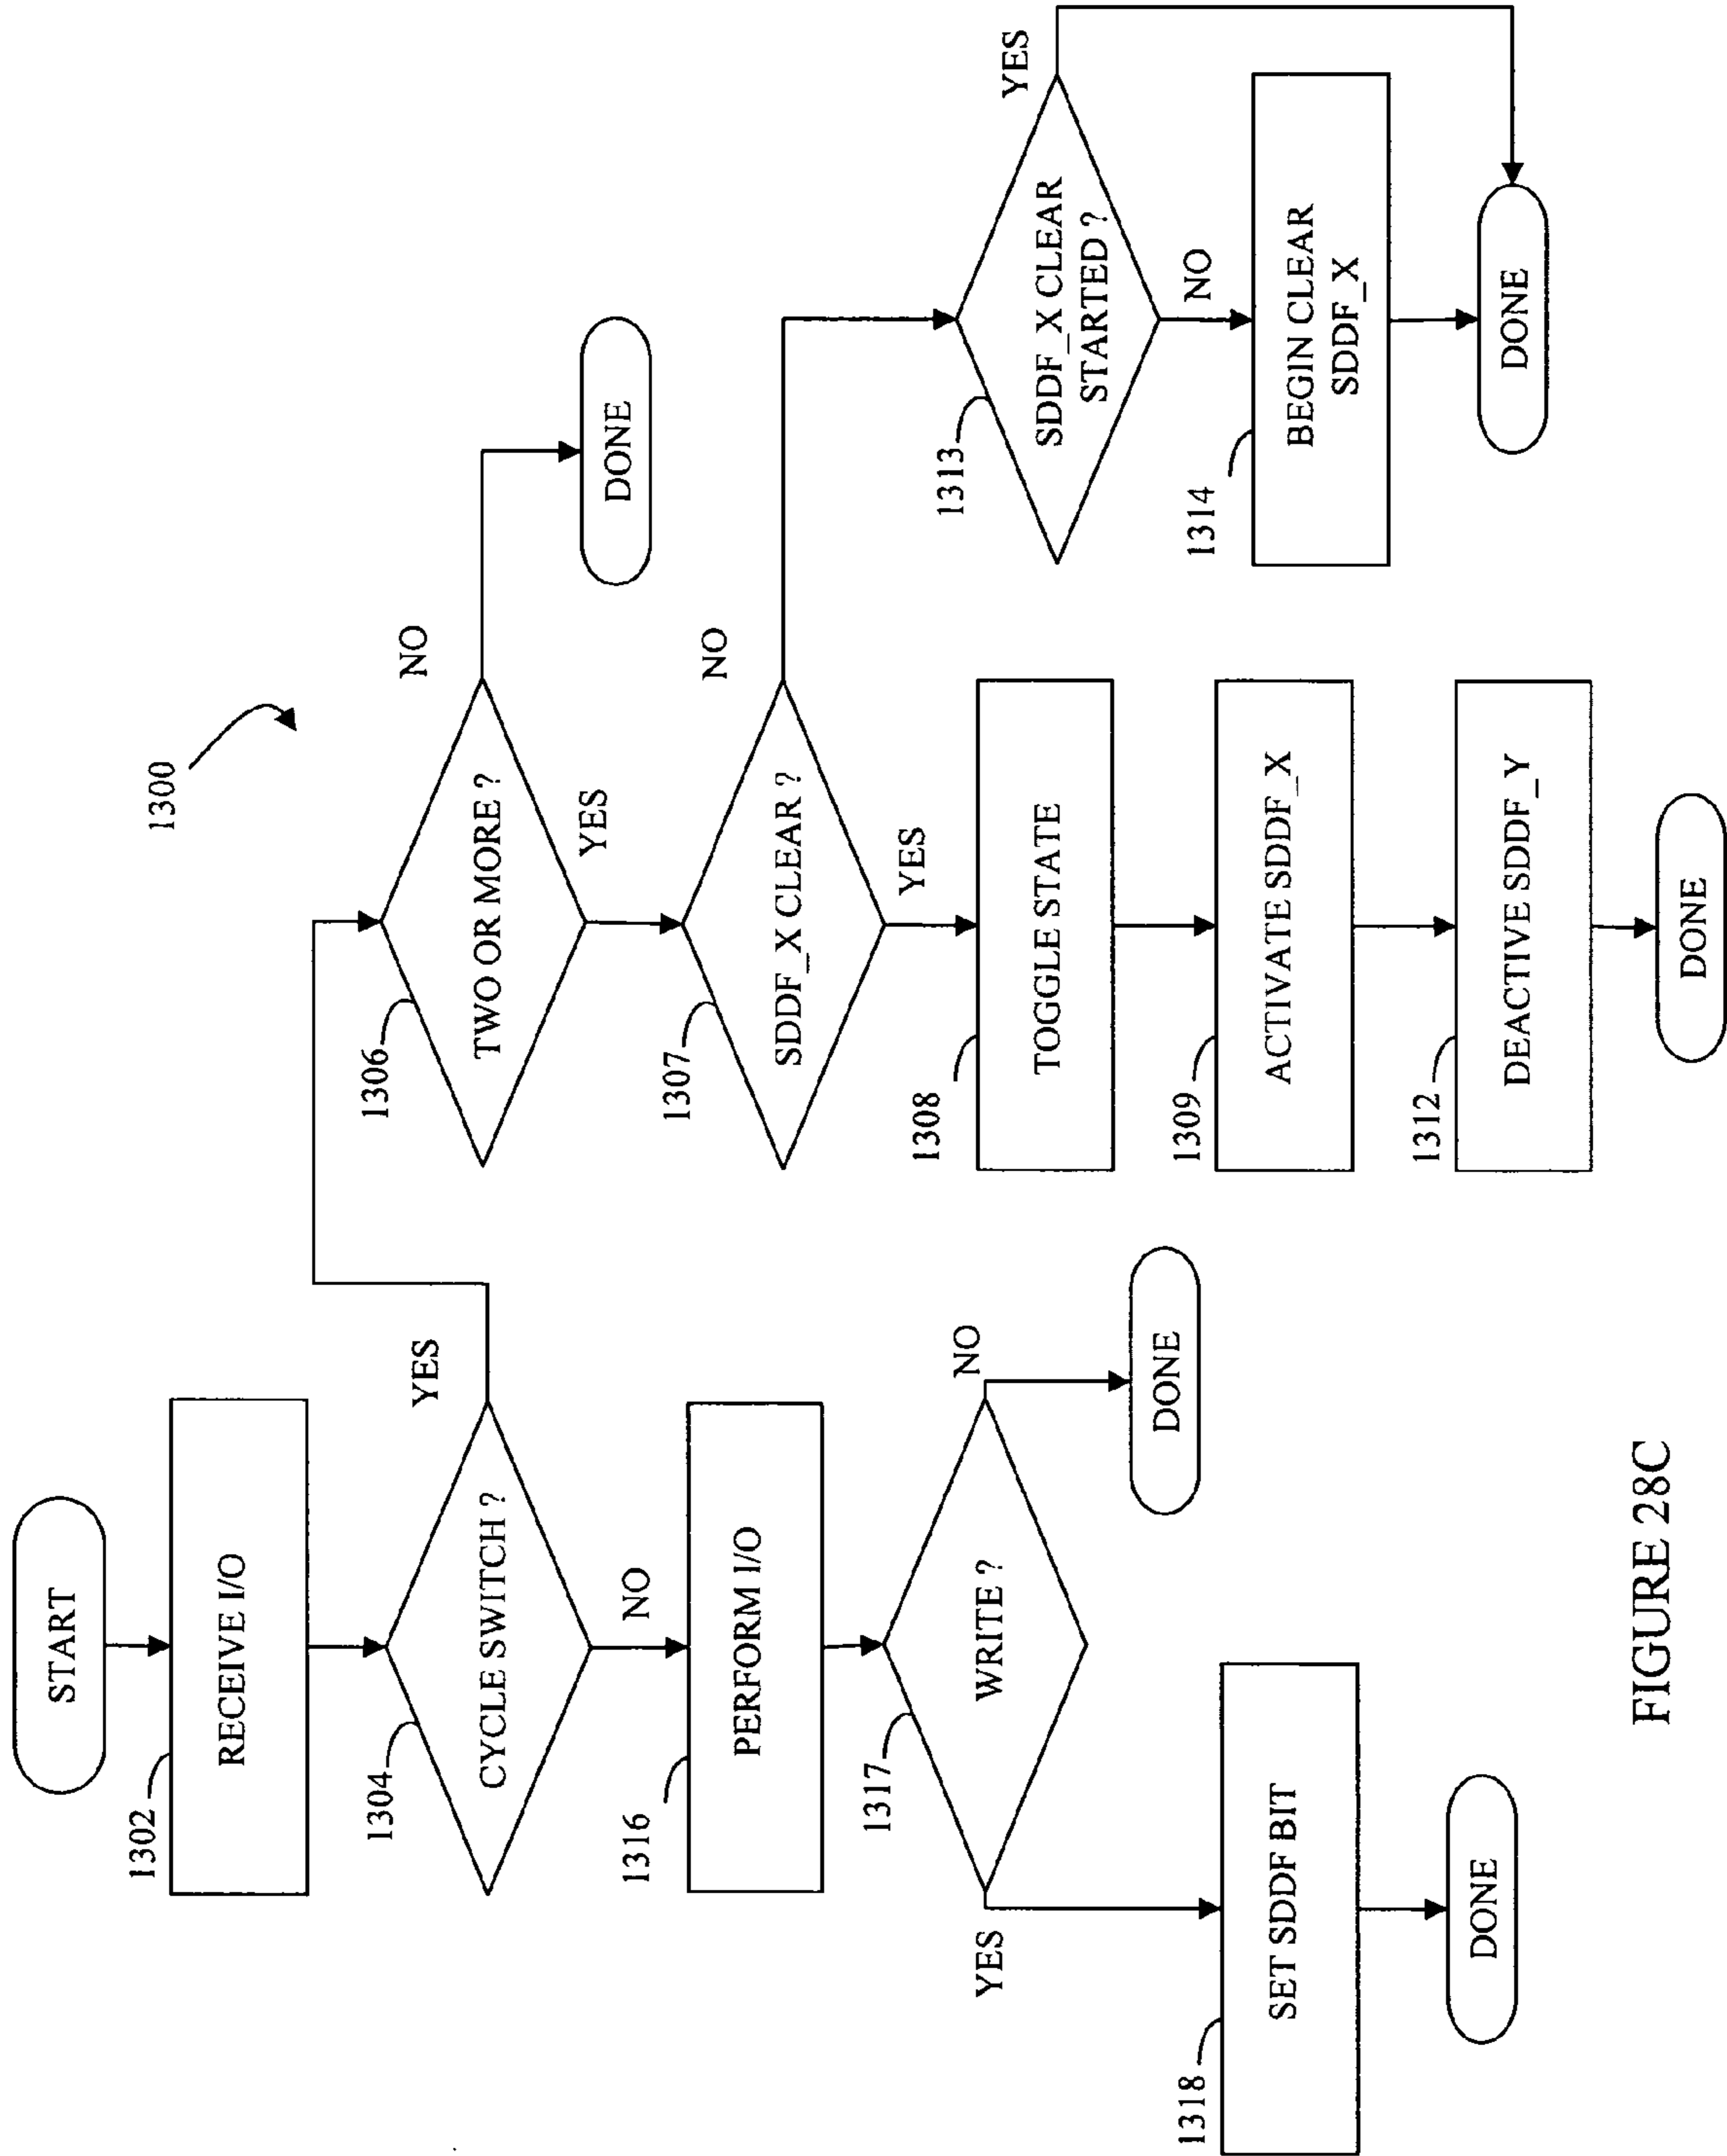 1300
START
1302
RECEIVE I/O
1304
CYCLE SWITCH ?
YES
NO
1316
PERFORM I/O
1317
WRITE ?
YES
NO
1318
SET SDDF BIT
DONE
DONE
1306
TWO OR MORE ?
NO
YES
DONE
1307
SDDF_X CLEAR ?
NO
YES
1308
TOGGLE STATE
1309
ACTIVATE SDDF_X
1312
DEACTIVE SDDF_Y
DONE
1313
SDDF_X CLEAR
STARTED ?
YES
NO
1314
BEGIN CLEAR
SDDF_X
DONE
FIGURE 28C